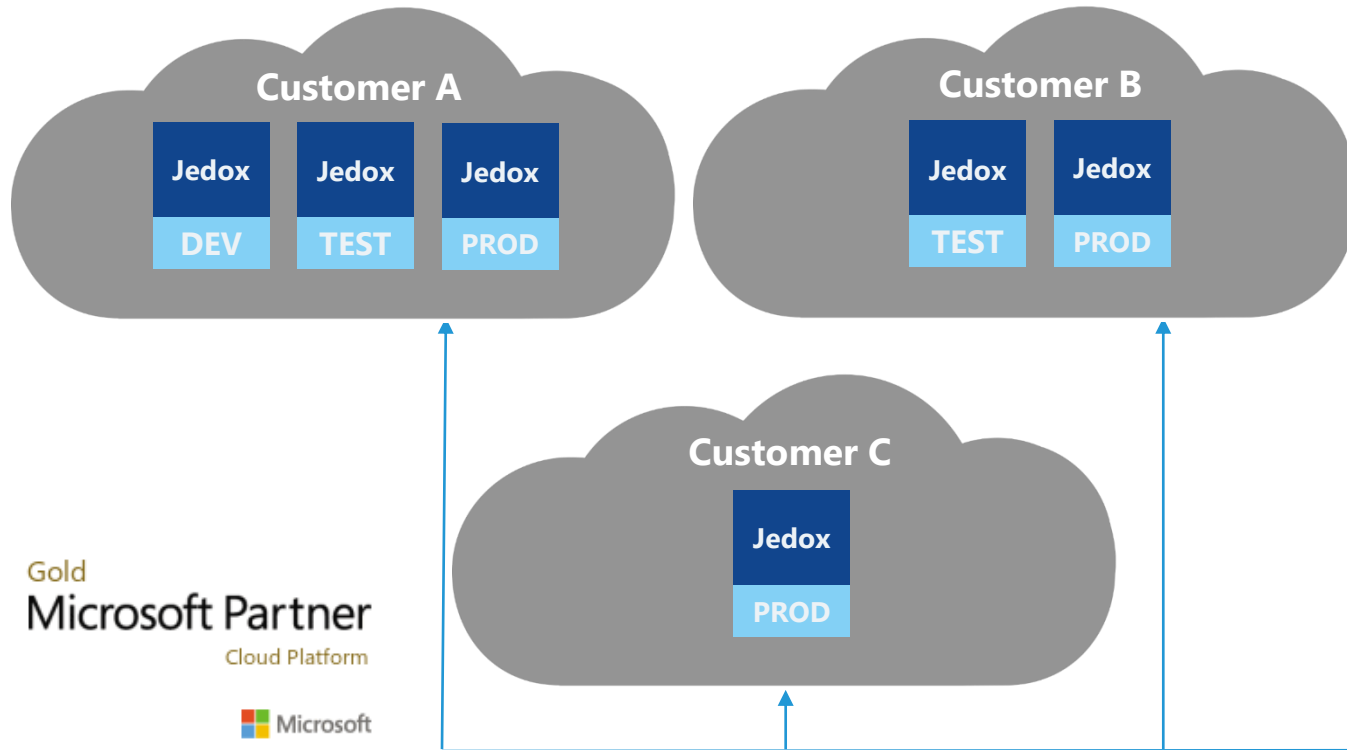 Customer A
Jedox Jedox Jedox
DEV TEST PROD
Customer B
Jedox Jedox
TEST PROD
Customer C
Jedox
PROD
Gold
Microsoft Partner
Cloud Platform
Microsoft